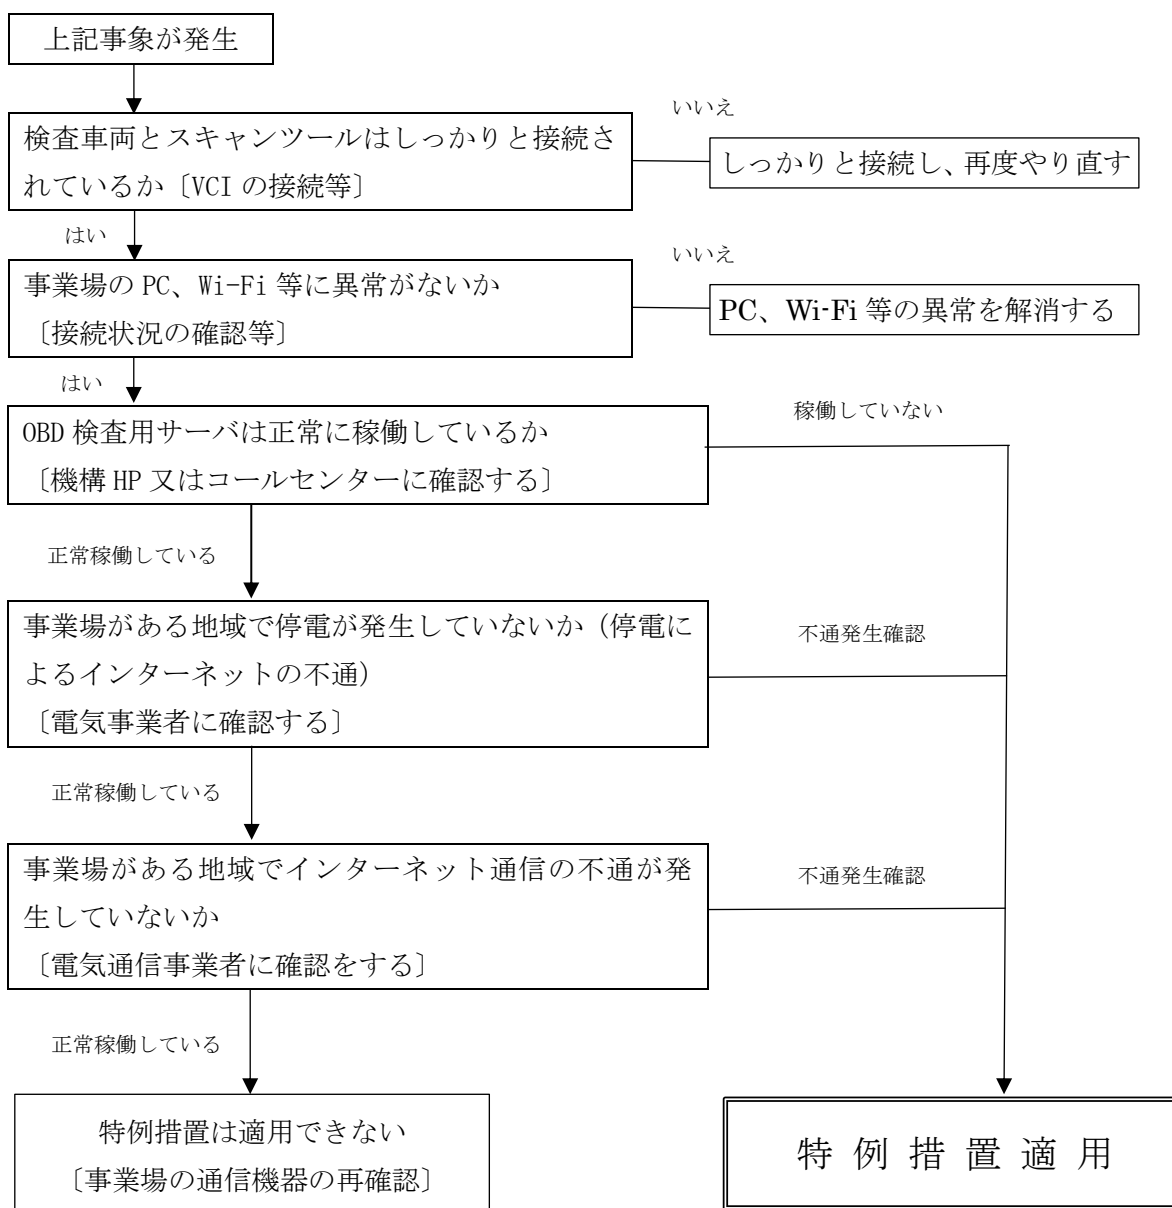 上記事象が発生
いいえ
検査車両とスキャンツールはしっかりと接続さ
れているか〔VCI の接続等〕
しっかりと接続し、再度やり直す
はい
いいえ
事業場の PC、Wi-Fi 等に異常がないか
〔接続状況の確認等〕
PC、Wi-Fi 等の異常を解消する
はい
稼働していない
OBD 検査用サーバは正常に稼働しているか
〔機構 HP 又はコールセンターに確認する〕
正常稼働している
事業場がある地域で停電が発生していないか（停電に
よるインターネットの不通）
〔電気事業者に確認する〕
不通発生確認
正常稼働している
事業場がある地域でインターネット通信の不通が発
生していないか
〔電気通信事業者に確認をする〕
不通発生確認
正常稼働している
特例措置は適用できない
〔事業場の通信機器の再確認〕
特例措置適用